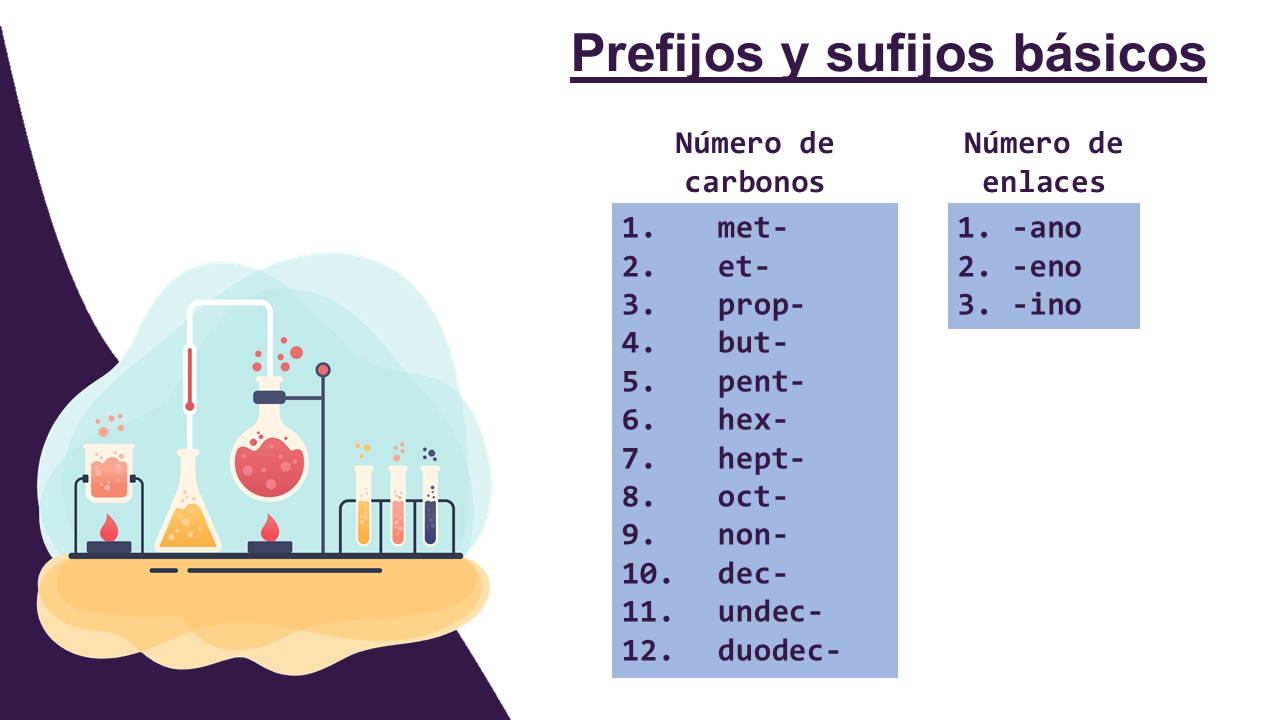 Prefijos y sufijos básicos
Número de
carbonos
1. met-
2. et-
3. prop-
4. but-
5. pent-
6. hex-
7. hept-
8. oct-
9. non-
10. dec-
11. undec-
12. duodec-
Número de
enlaces
1. -ano
2. -eno
3. -ino